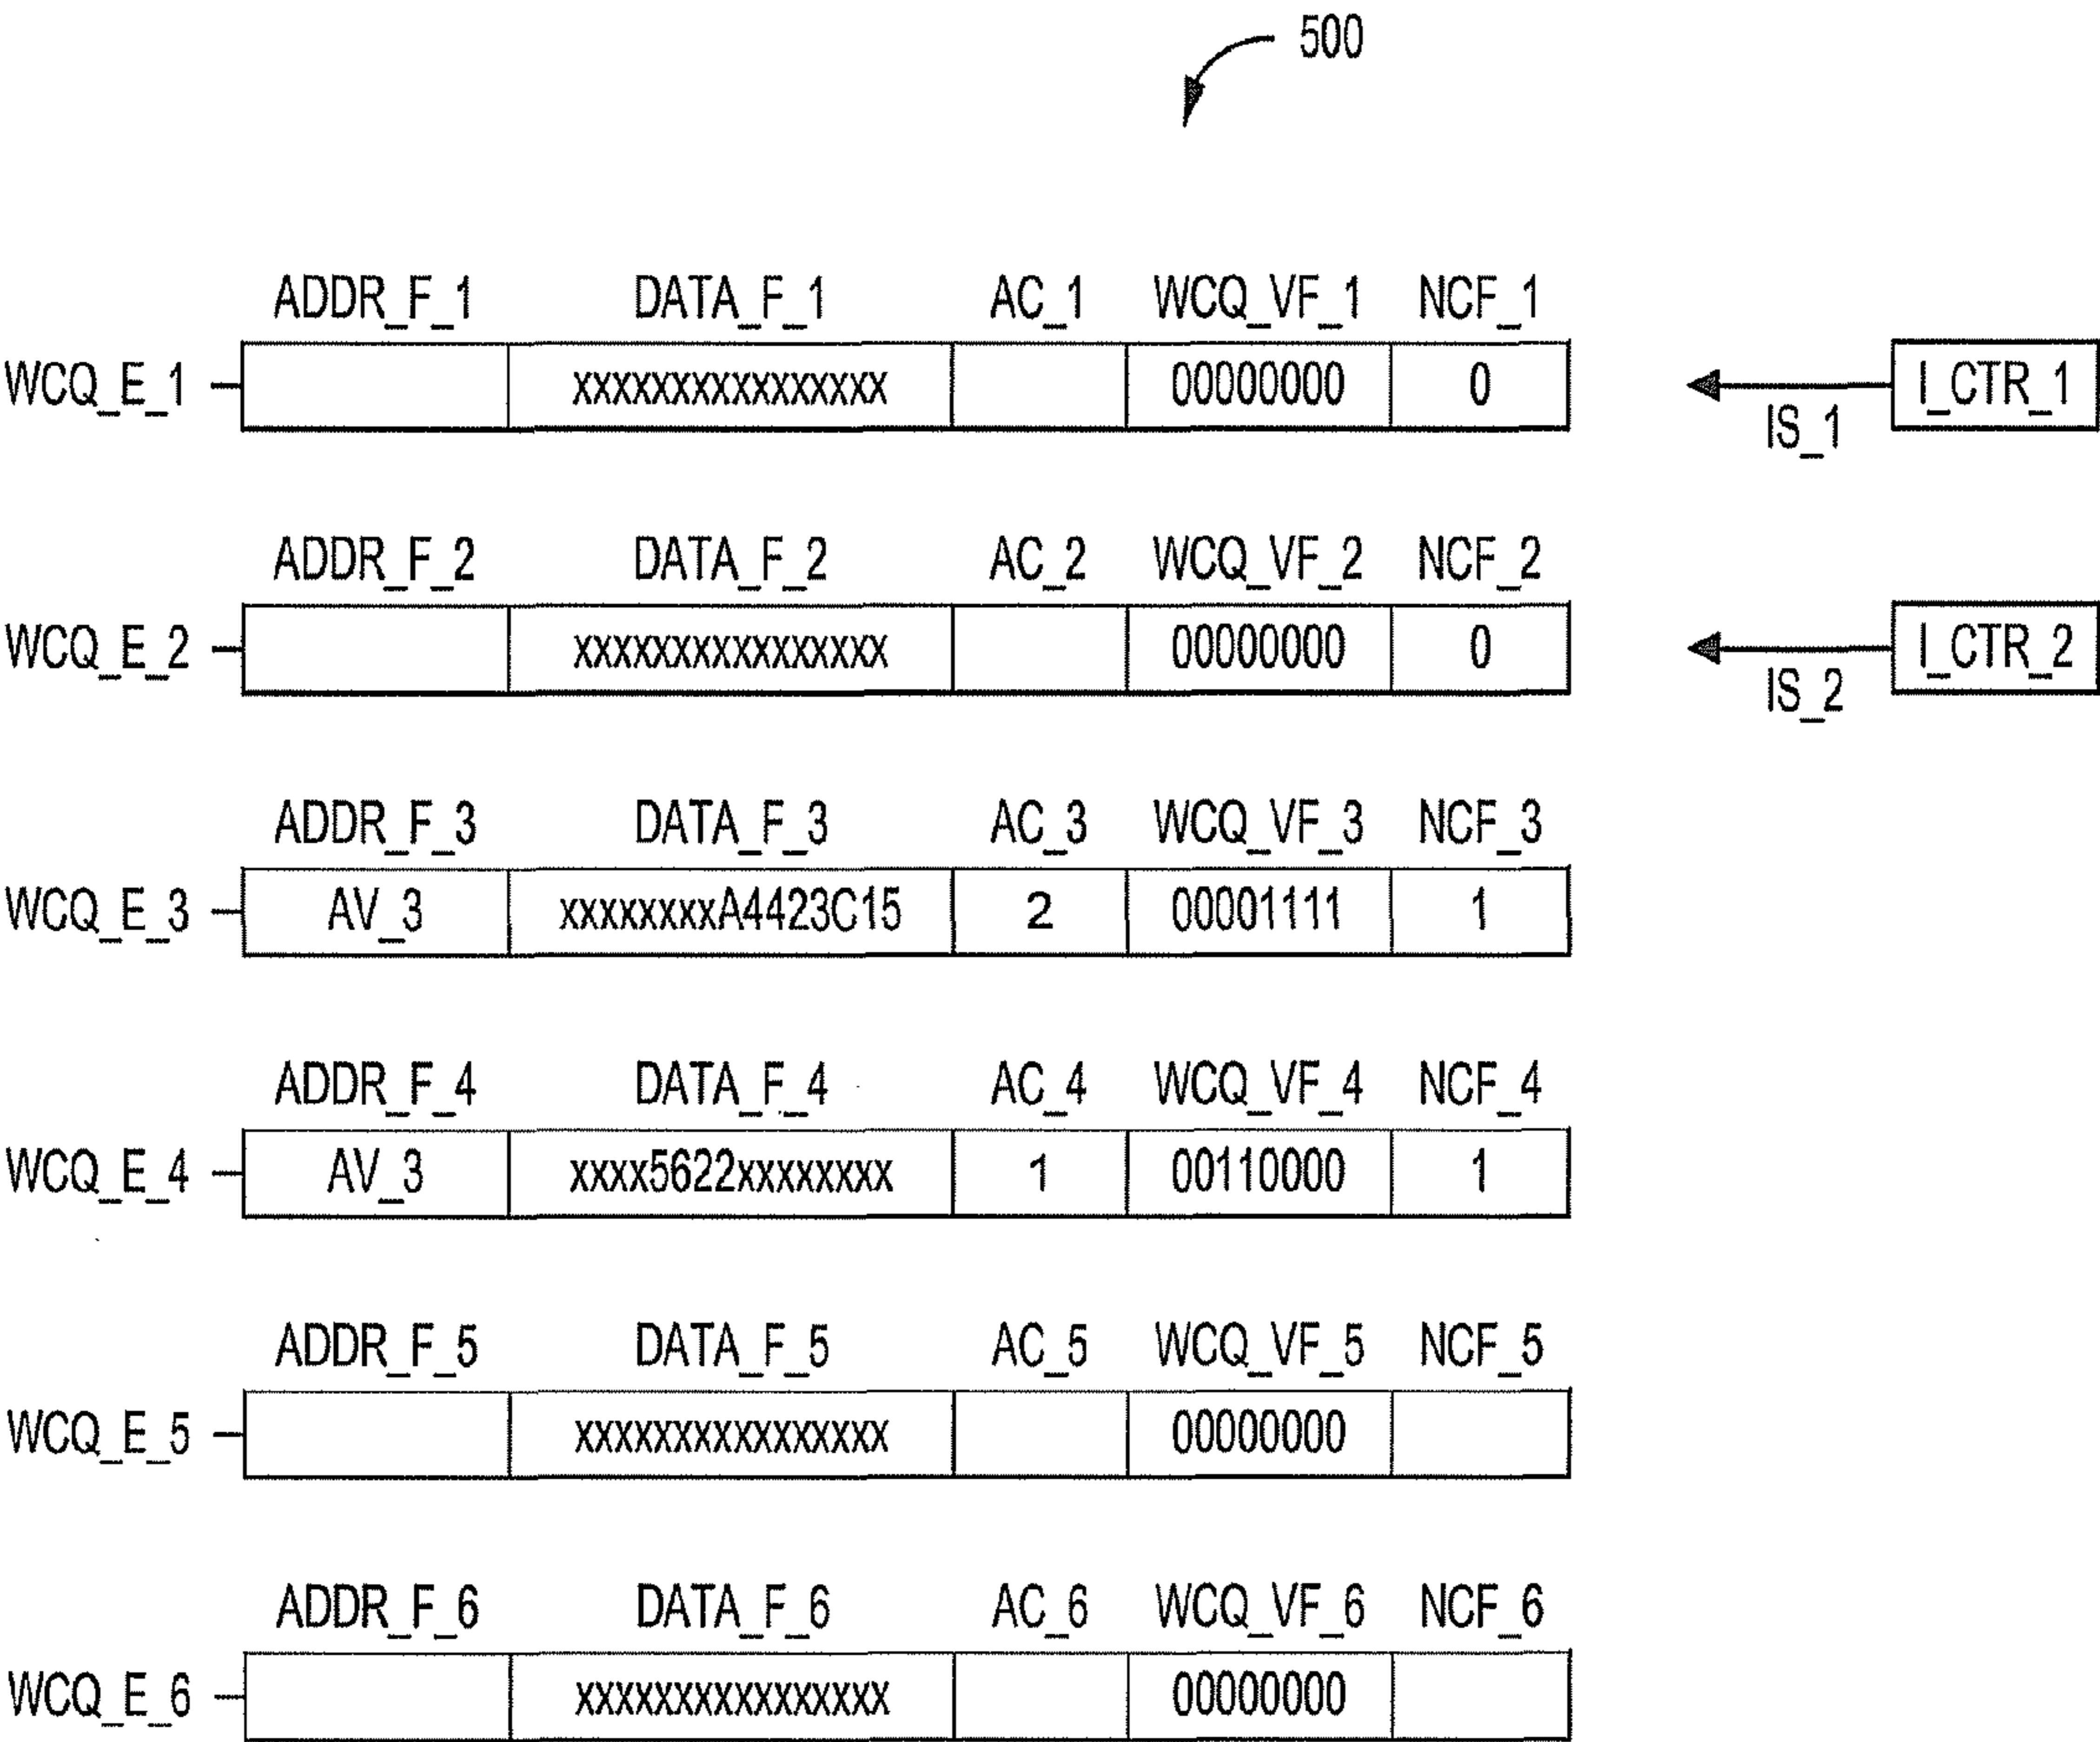 500
ADDR_F_1 DATA_F_1 AC_1 WCQ_VF_1 NCF_1
WCQ_E_1 xxxxxxxxxxxxxxxx 00000000 0 I_CTR_1
IS_1
ADDR_F_2 DATA_F_2 AC_2 WCQ_VF_2 NCF_2
WCQ_E_2 xxxxxxxxxxxxxxxx 00000000 0 I_CTR_2
IS_2
ADDR_F_3 DATA_F_3 AC_3 WCQ_VF_3 NCF_3
WCQ_E_3 AV_3 xxxxxxxxA4423C15 2 00001111 1
ADDR_F_4 DATA_F_4 AC_4 WCQ_VF_4 NCF_4
WCQ_E_4 AV_3 xxxx5622xxxxxxxx 1 00110000 1
ADDR_F_5 DATA_F_5 AC_5 WCQ_VF_5 NCF_5
WCQ_E_5 xxxxxxxxxxxxxxxx 00000000
ADDR_F_6 DATA_F_6 AC_6 WCQ_VF_6 NCF_6
WCQ_E_6 xxxxxxxxxxxxxxxx 00000000